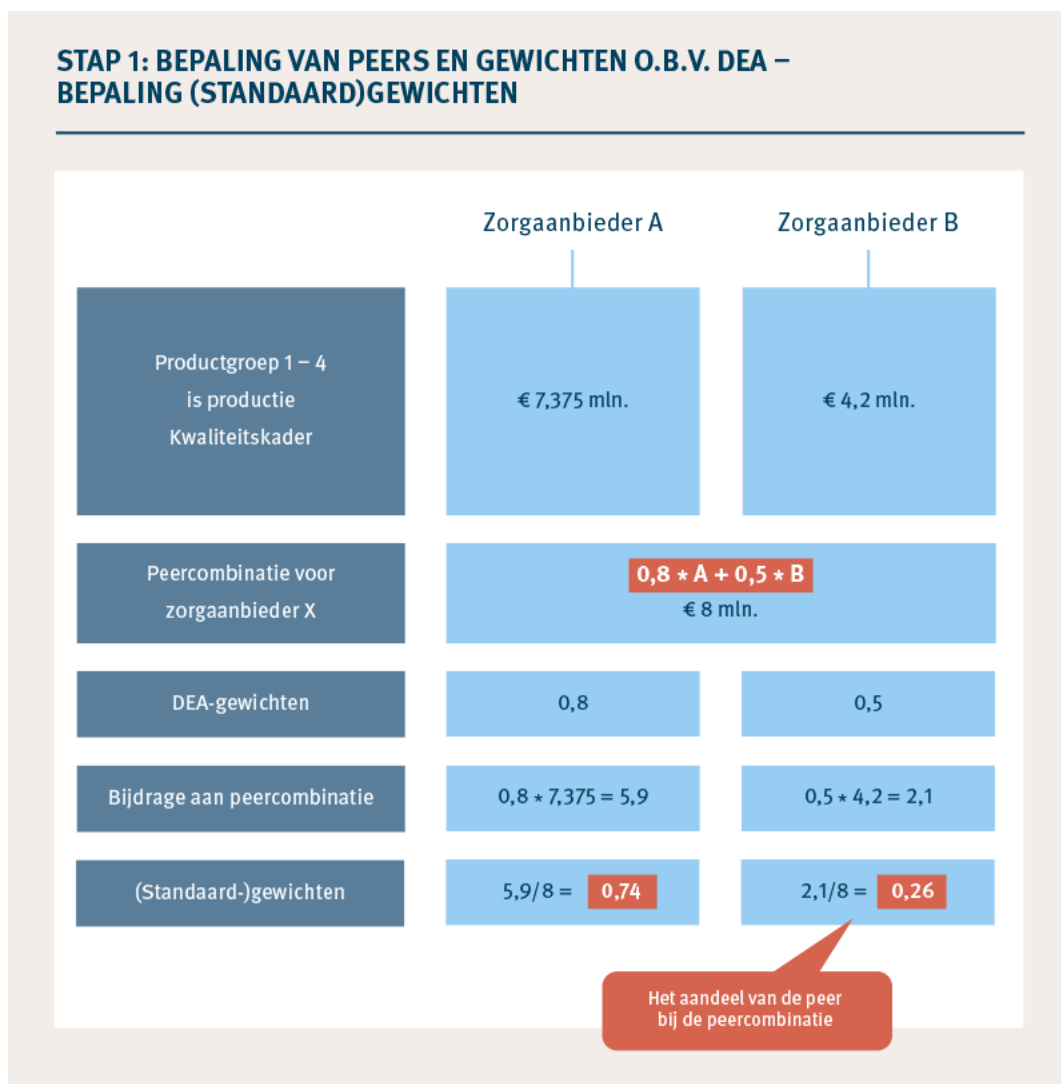 STAP 1: BEPALING VAN PEERS EN GEWICHTEN O.B.V. DEA –
BEPALING (STANDAARD)GEWICHTEN
Zorgaanbieder A
Zorgaanbieder B
Productgroep 1 – 4
is productie
Kwaliteitskader
€ 7,375 mln.
€ 4,2 mln.
Peercombinatie voor
zorgaanbieder X
0,8 * A + 0,5 * B
€ 8 mln.
DEA-gewichten
0,8
0,5
Bijdrage aan peercombinatie
0,8 * 7,375 = 5,9
0,5 * 4,2 = 2,1
(Standaard-)gewichten
5,9/8 = 0,74
2,1/8 = 0,26
Het aandeel van de peer
bij de peercombinatie